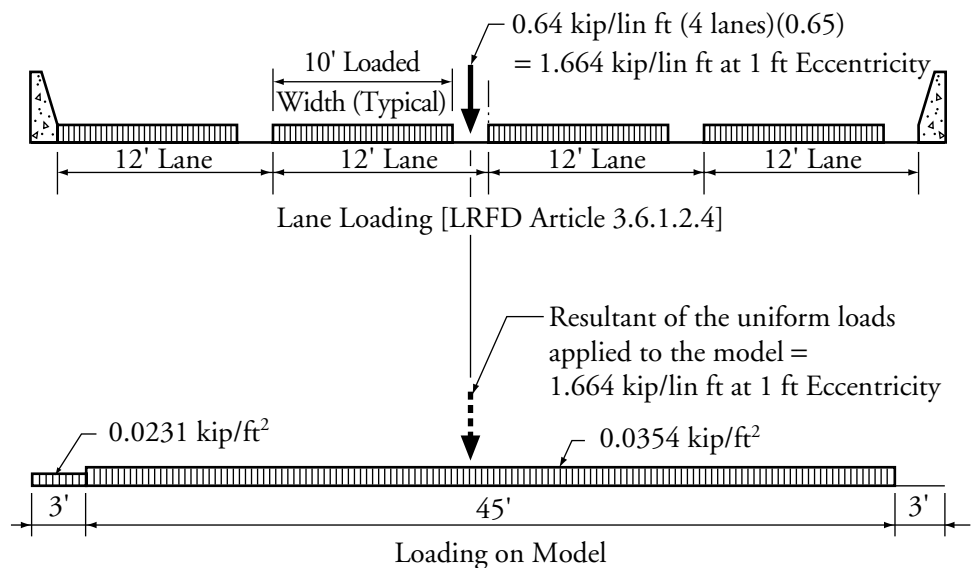 0.64 kip/lin ft (4 lanes)(0.65)
= 1.664 kip/lin ft at 1 ft Eccentricity
10' Loaded
Width (Typical)
12' Lane
12' Lane
12' Lane
12' Lane
Lane Loading [LRFD Article 3.6.1.2.4]
Resultant of the uniform loads
applied to the model =
1.664 kip/lin ft at 1 ft Eccentricity
0.0231 kip/ft²
0.0354 kip/ft²
3'
45'
3'
Loading on Model